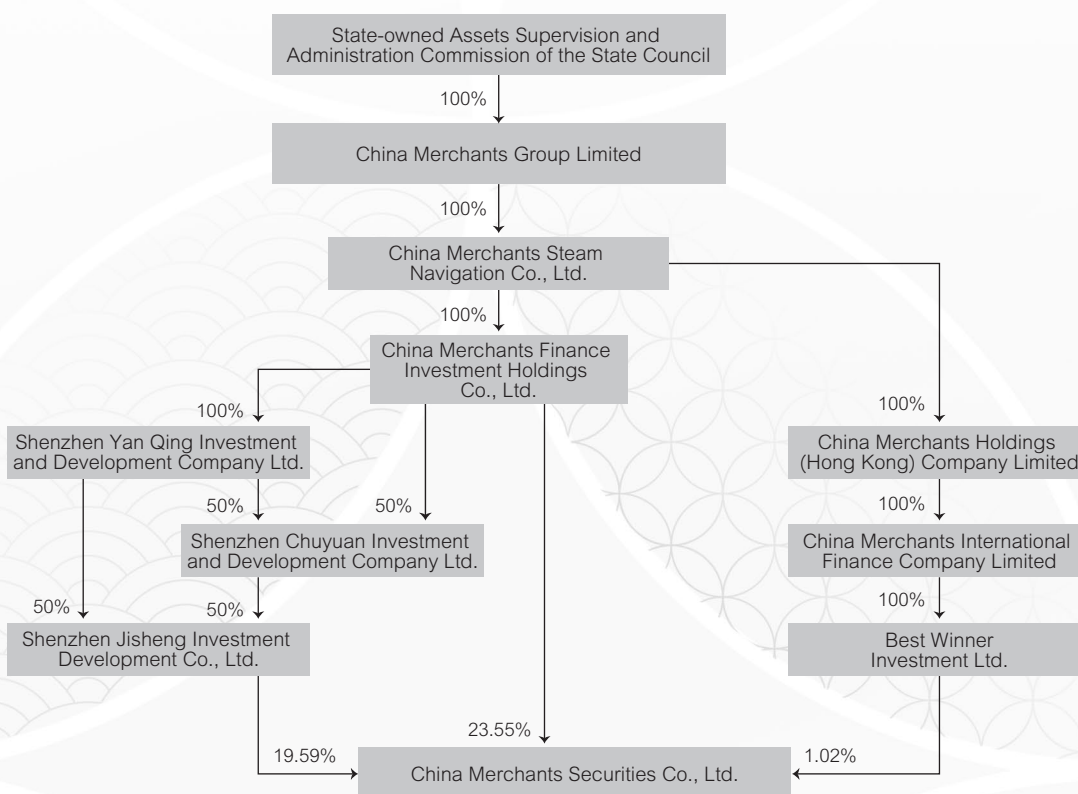 State-owned Assets Supervision and
Administration Commission of the State Council
100%
China Merchants Group Limited
100%
China Merchants Steam
Navigation Co., Ltd.
100%
China Merchants Finance
Investment Holdings
Co., Ltd.
100%
100%
Shenzhen Yan Qing Investment
and Development Company Ltd.
China Merchants Holdings
(Hong Kong) Company Limited
50%
50%
100%
Shenzhen Chuyuan Investment
and Development Company Ltd.
China Merchants International
Finance Company Limited
50%
50%
100%
Shenzhen Jisheng Investment
Development Co., Ltd.
Best Winner
Investment Ltd.
23.55%
19.59%
1.02%
China Merchants Securities Co., Ltd.